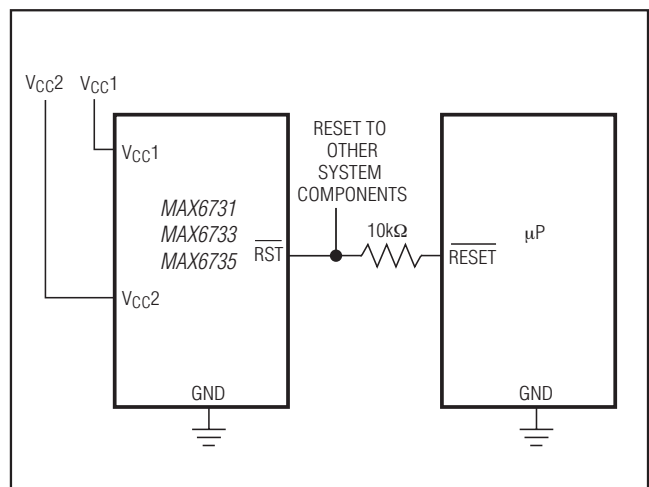 VCC2 VCC1
RESET TO
OTHER
SYSTEM
COMPONENTS
VCC1
MAX6731
MAX6733
MAX6735
RST
10kΩ
RESET
μP
VCC2
GND
GND